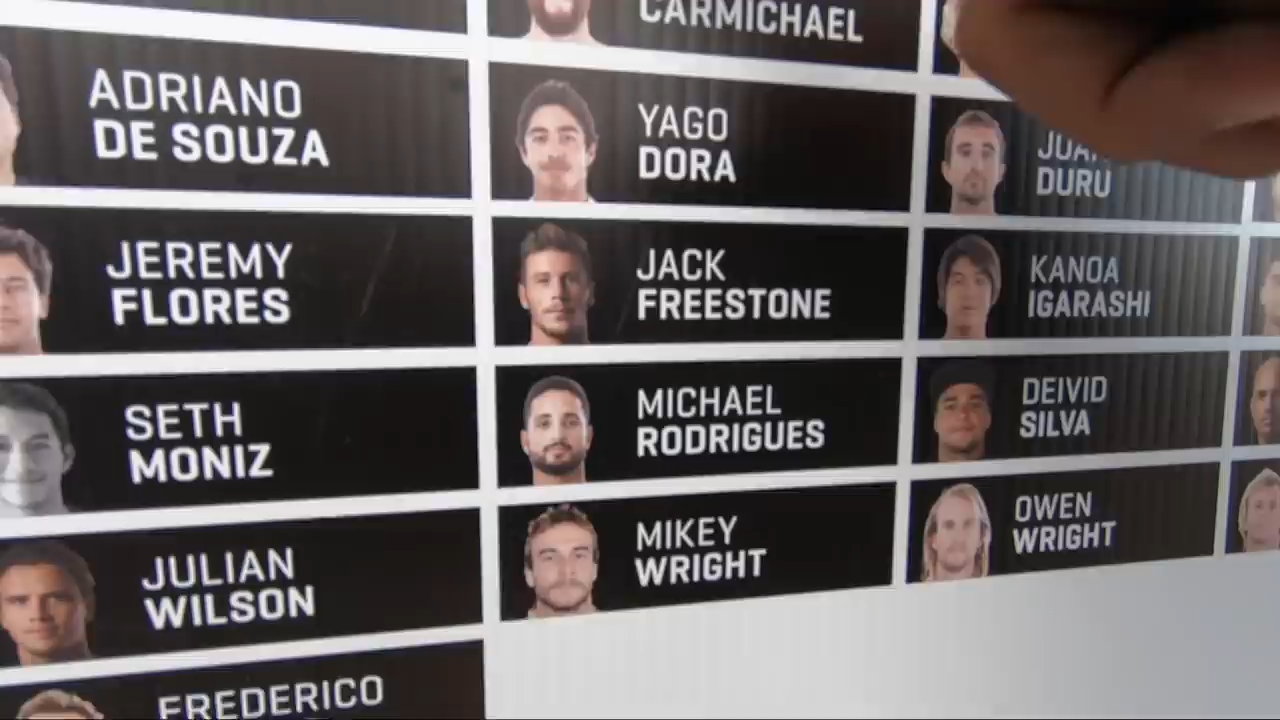 ADRIANO
DE SOUZA
JEREMY
FLORES
SETH
MONIZ
JULIAN
WILSON
FREDERICO
CARMICHAEL
YAGO
DORA
JACK
FREESTONE
MICHAEL
RODRIGUES
MIKEY
WRIGHT
DURU
KANOA
IGARASHI
DEIVID
SILVA
OWEN
WRIGHT